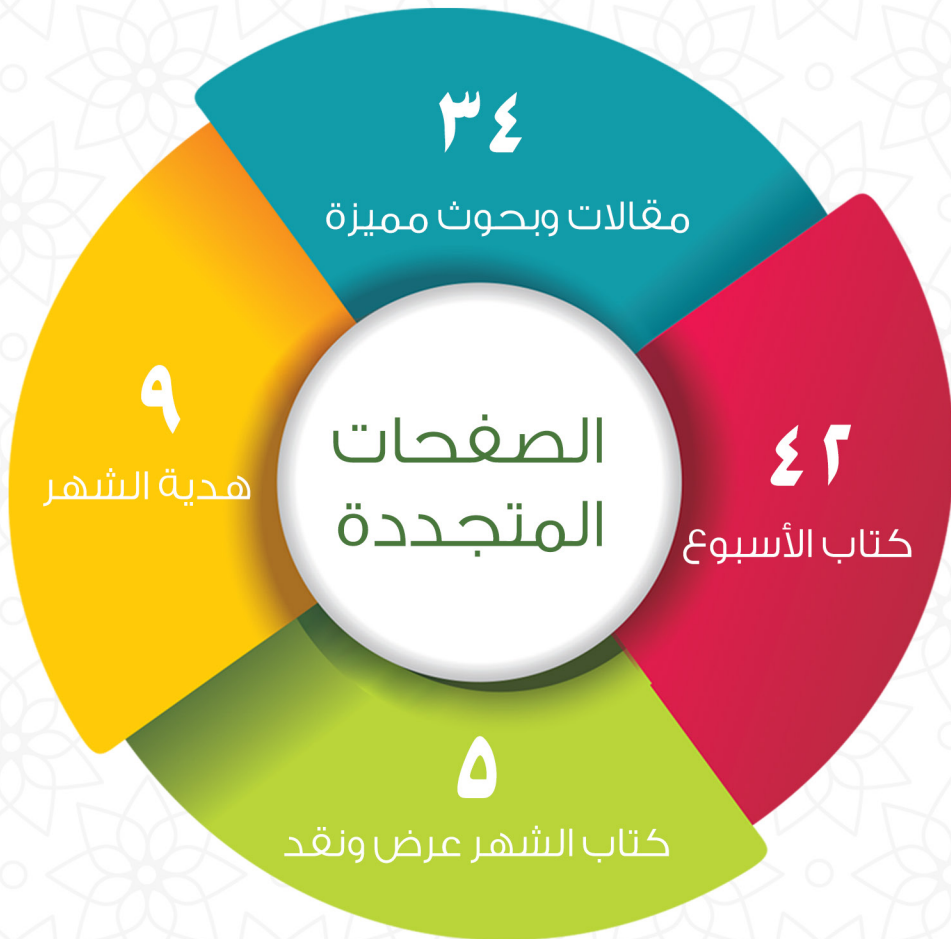 ٣٤
مقالات وبحوث مميزة
٤٢
كتاب الأسبوع
٩
هدية الشهر
الصفحات
المتجددة
٥
كتاب الشهر عرض ونقد